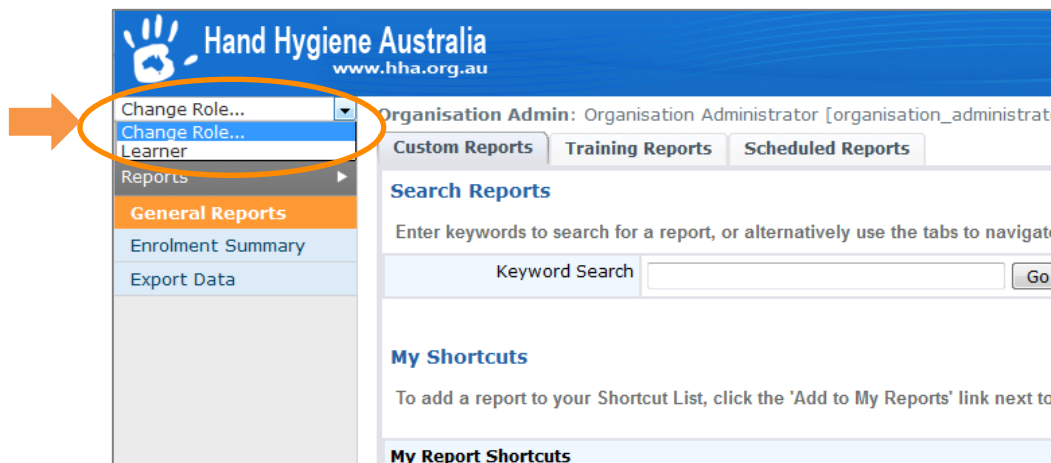 Hand Hygiene Australia
www.hha.org.au
Change Role...
Change Role...
Learner
Reports
General Reports
Enrolment Summary
Export Data
Organisation Admin: Organisation Administrator [organisation_administrat
Custom Reports Training Reports Scheduled Reports
Search Reports
Enter keywords to search for a report, or alternatively use the tabs to navigat
Keyword Search Go
My Shortcuts
To add a report to your Shortcut List, click the 'Add to My Reports' link next to
My Report Shortcuts